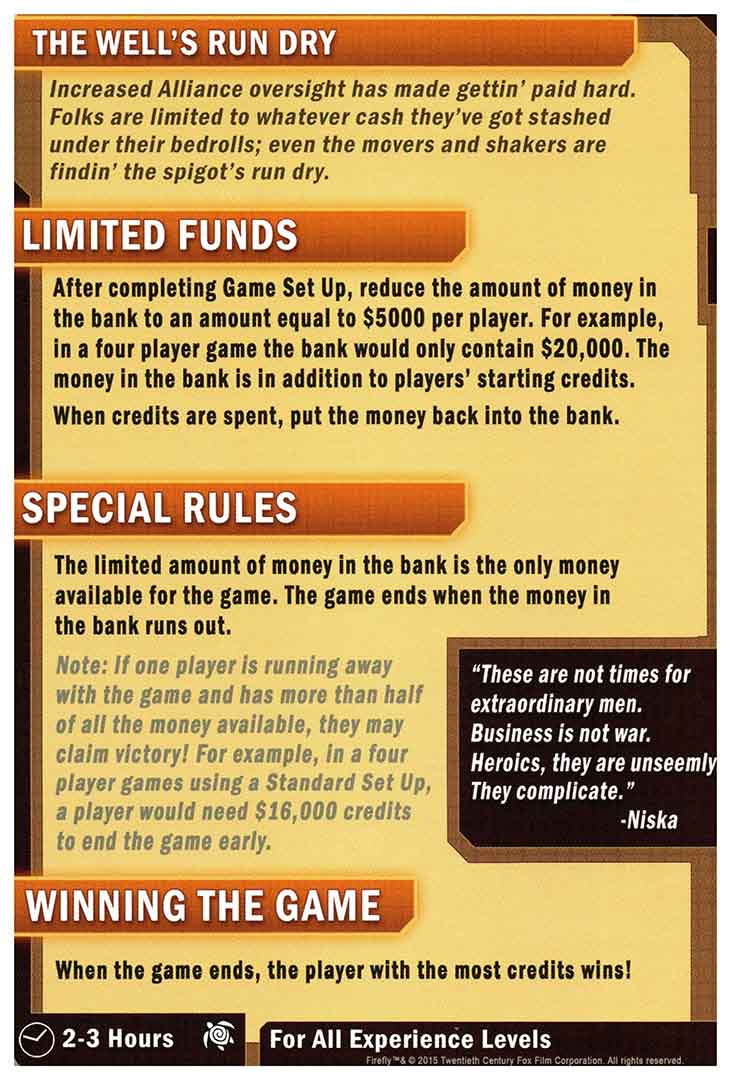 THE WELL'S RUN DRY
Increased Alliance oversight has made gettin' paid hard.
Folks are limited to whatever cash they've got stashed
under their bedrolls; even the movers and shakers are
findin' the spigot's run dry.
LIMITED FUNDS
After completing Game Set Up, reduce the amount of money in
the bank to an amount equal to $5000 per player. For example,
in a four player game the bank would only contain $20,000. The
money in the bank is in addition to players' starting credits.
When credits are spent, put the money back into the bank.
SPECIAL RULES
The limited amount of money in the bank is the only money
available for the game. The game ends when the money in
the bank runs out.
Note: If one player is running away
with the game and has more than half
of all the money available, they may
claim victory! For example, in a four
player games using a Standard Set Up,
a player would need $16,000 credits
to end the game early.
"These are not times for
extraordinary men.
Business is not war.
Heroics, they are unseemly
They complicate."
-Niska
WINNING THE GAME
When the game ends, the player with the most credits wins!
2-3 Hours
For All Experience Levels
Firefly™& © 2015 Twentieth Century Fox Film Corporation. All rights reserved.